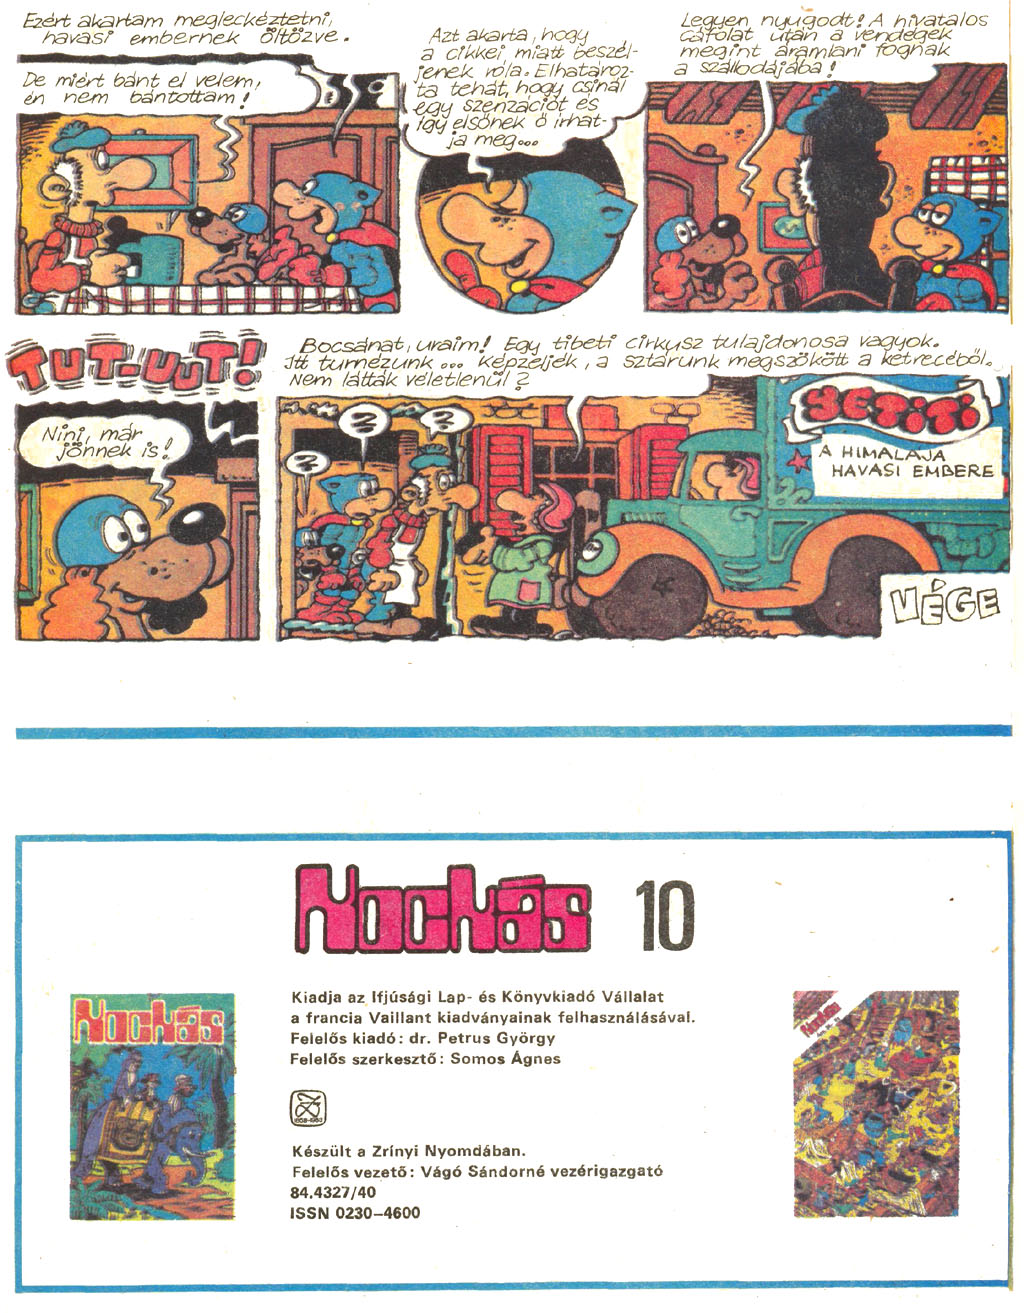 Ezért akartam megleckéztetni,
havasi embernek öltözve.
De miért bánt el velem,
én nem bántottam!
Azt akarta, hogy
a cikkei miatt beszél-
jenek róla. Elhatároz-
ta tehát, hogy csinál
egy szenzációt és
így elsőnek ő írhat-
ja meg...
Legyen nyugodt! A hivatalos
cáfolat után a vendégek
megint áramlani fognak
a szállodájába!
TUT-UUT!
Nini, már
jönnek is!
Bocsánat, uraim! Egy tibeti cirkusz tulajdonosa vagyok.
Itt turnézunk ... képzeljék, a sztárunk megszökött a ketrecéből.
Nem látták véletlenül?
?
?
?
YETITI
A HIMALÁJA
HAVASI EMBERE
VÉGE
Kockás 10
Kiadja az Ifjúsági Lap- és Könyvkiadó Vállalat
a francia Vaillant kiadványainak felhasználásával.
Felelős kiadó: dr. Petrus György
Felelős szerkesztő: Somos Ágnes
Kockás
Kockás
Készült a Zrínyi Nyomdában.
Felelős vezető: Vágó Sándorné vezérigazgató
84.4327/40
ISSN 0230-4600